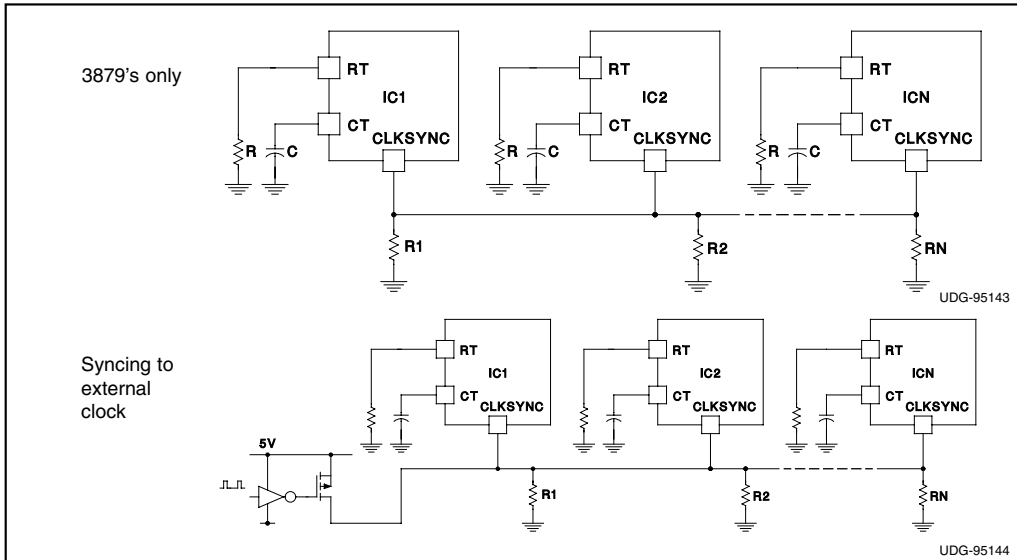 3879's only
RT
IC1
CT
CLKSYNC
R
C
RT
IC2
CT
CLKSYNC
R
C
RT
ICN
CT
CLKSYNC
R
C
R1
R2
RN
UDG-95143
Syncing to
external
clock
RT
IC1
CT
CLKSYNC
RT
IC2
CT
CLKSYNC
RT
ICN
CT
CLKSYNC
5V
R1
R2
RN
UDG-95144